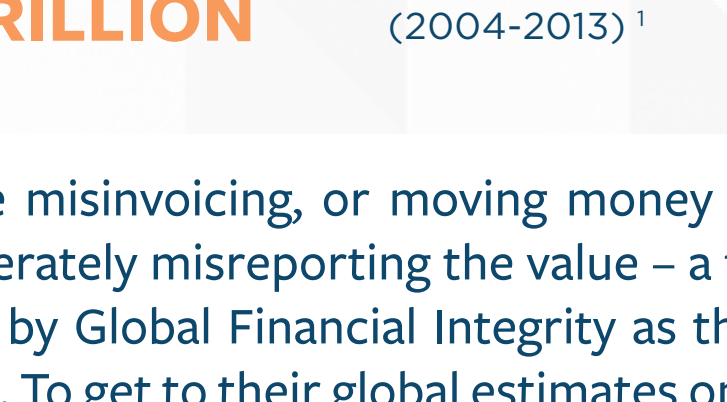 RILLION
(2004-2013) 1
e misinvoicing, or moving money
erately misreporting the value – a
by Global Financial Integrity as th
. To get to their global estimates on